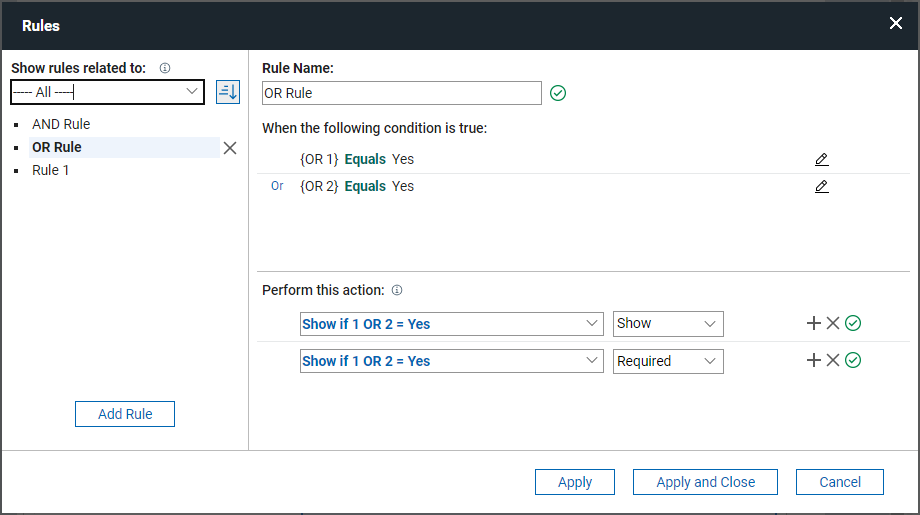 Rules
Show rules related to:
----- All -----
AND Rule
OR Rule
Rule 1
Add Rule
Rule Name:
OR Rule
When the following condition is true:
{OR 1} Equals Yes
Or {OR 2} Equals Yes
Perform this action:
Show if 1 OR 2 = Yes Show
Show if 1 OR 2 = Yes Required
Apply Apply and Close Cancel